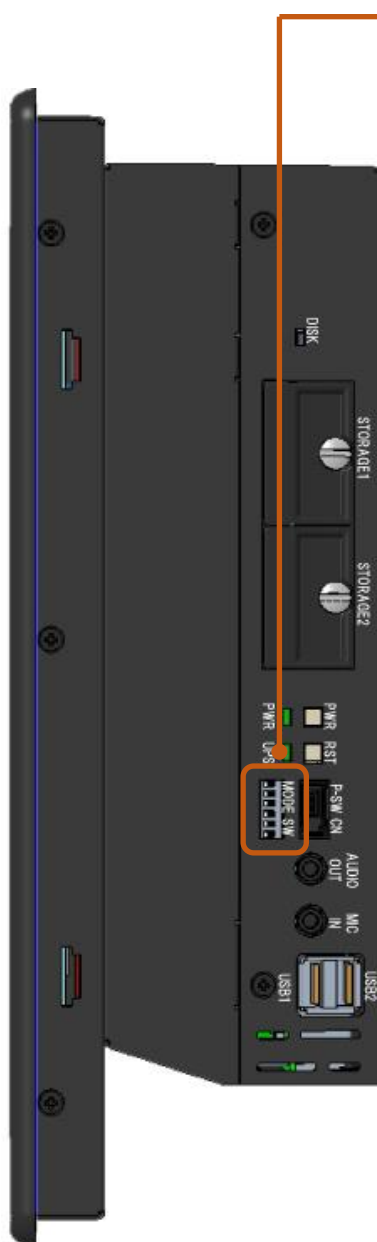 DISK
STORAGE1
STORAGE2
PWR
PWR
UPS
RST
MODE SW
P-SW CN
AUDIO
OUT
MIC
IN
USB1
USB2